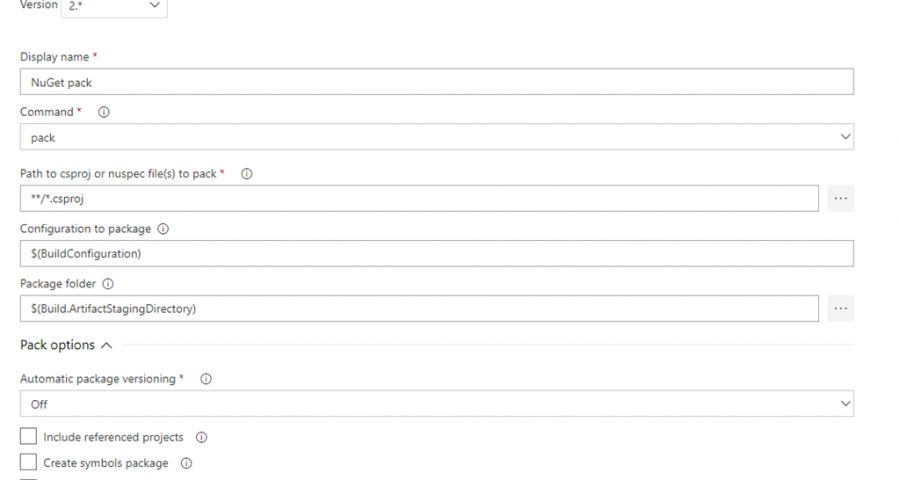 Version 2.*
Display name *
NuGet pack
Command *
pack
Path to csproj or nuspec file(s) to pack *
**/*.csproj
...
Configuration to package
$(BuildConfiguration)
Package folder
$(Build.ArtifactStagingDirectory)
...
Pack options
Automatic package versioning *
Off
Include referenced projects
Create symbols package